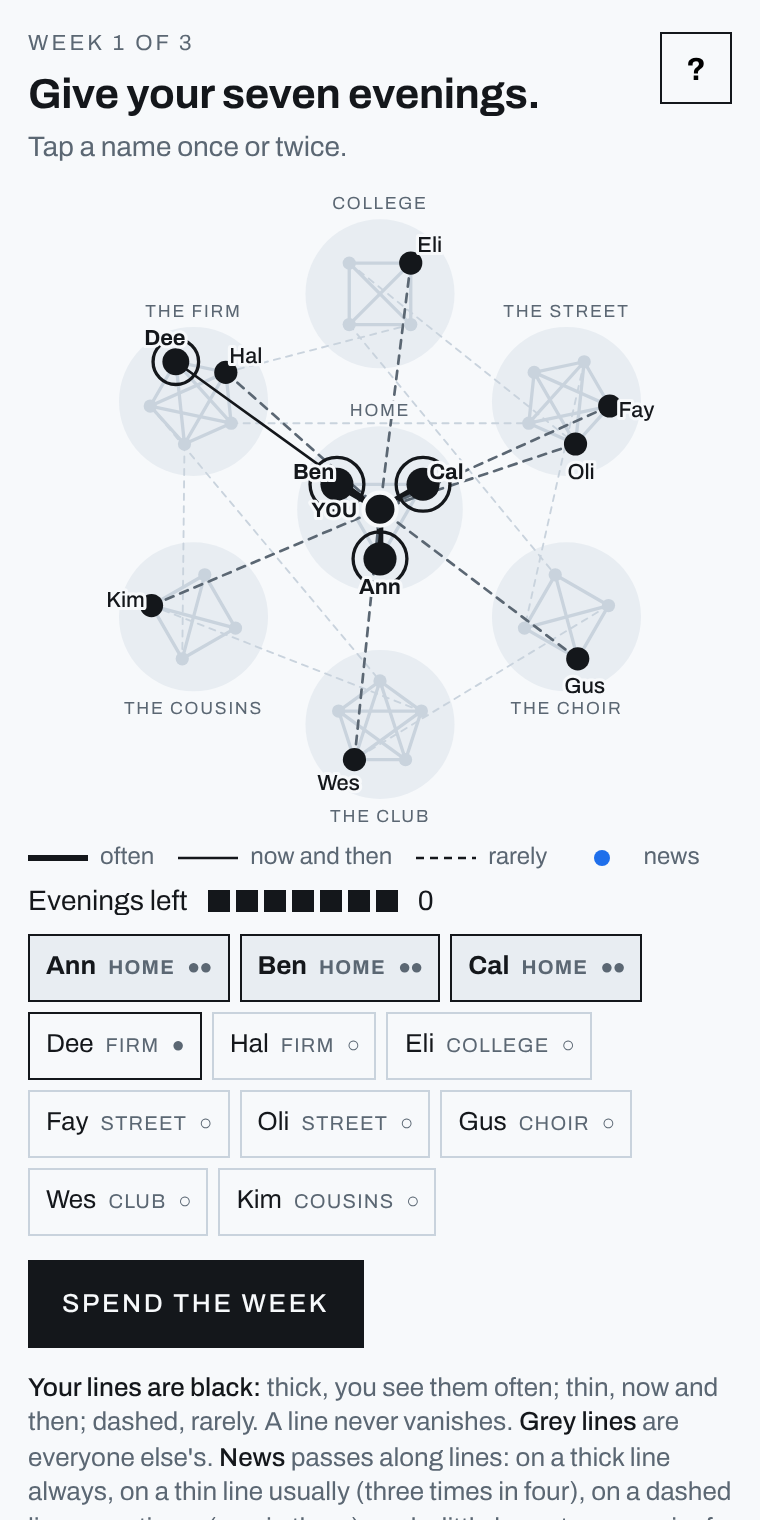 WEEK 1 OF 3
?
Give your seven evenings.
Tap a name once or twice.
COLLEGE
Eli
THE FIRM
THE STREET
Dee
Hal
HOME
Fay
Ben
Cal
Oli
YOU
Ann
Kim
Gus
THE COUSINS
THE CHOIR
Wes
THE CLUB
often now and then rarely news
Evenings left 0
Ann HOME Ben HOME Cal HOME
Dee FIRM Hal FIRM Eli COLLEGE
Fay STREET Oli STREET Gus CHOIR
Wes CLUB Kim COUSINS
SPEND THE WEEK
Your lines are black: thick, you see them often; thin, now and
then; dashed, rarely. A line never vanishes. Grey lines are
everyone else's. News passes along lines: on a thick line
always, on a thin line usually (three times in four), on a dashed